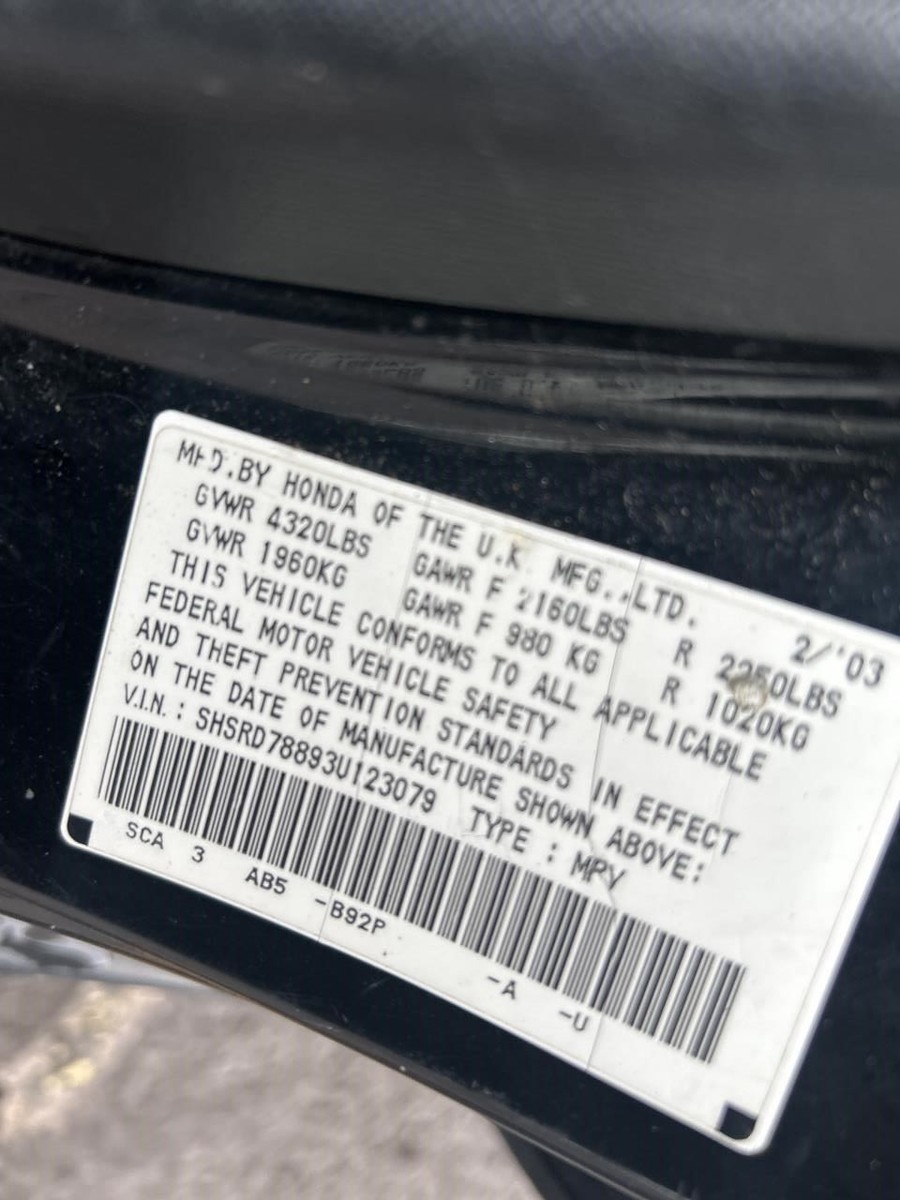 MFD.BY HONDA OF THE U.K. MFG.,LTD. 2/'03
GVWR 4320LBS GAWR F 2160LBS R 2250LBS
GVWR 1960KG GAWR F 980 KG R 1020KG
THIS VEHICLE CONFORMS TO ALL APPLICABLE
FEDERAL MOTOR VEHICLE SAFETY
AND THEFT PREVENTION STANDARDS IN EFFECT
ON THE DATE OF MANUFACTURE SHOWN ABOVE:
V.I.N.: SHSRD78893U123079 TYPE : MPV
SCA 3 AB5 -B92P -A -U